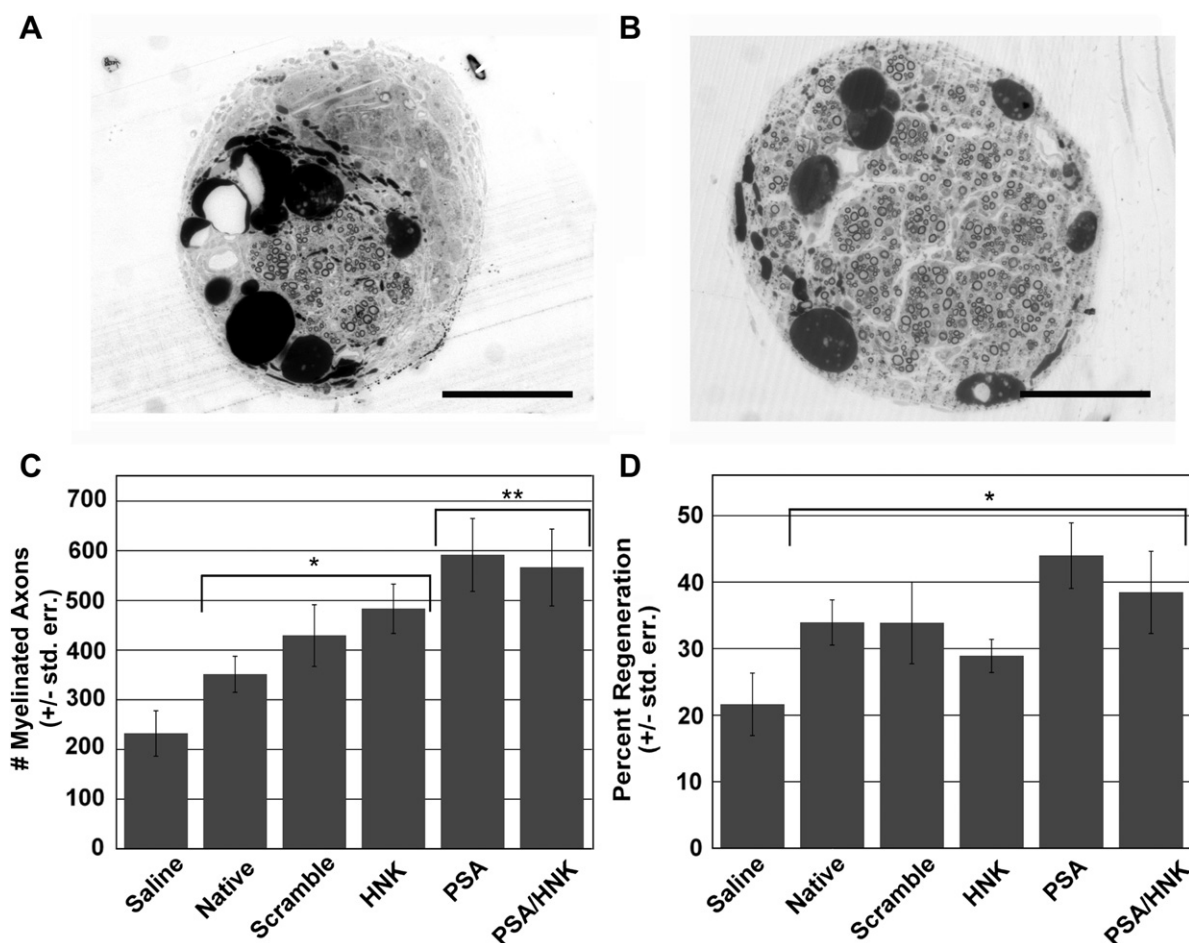 A
B
C
# Myelinated Axons
(+/- std. err.)
700
600
500
400
300
200
100
0
*
**
Saline
Native
Scramble
HNK
PSA
PSA/HNK
D
Percent Regeneration
(+/- std. err.)
50
40
30
20
10
0
*
Saline
Native
Scramble
HNK
PSA
PSA/HNK